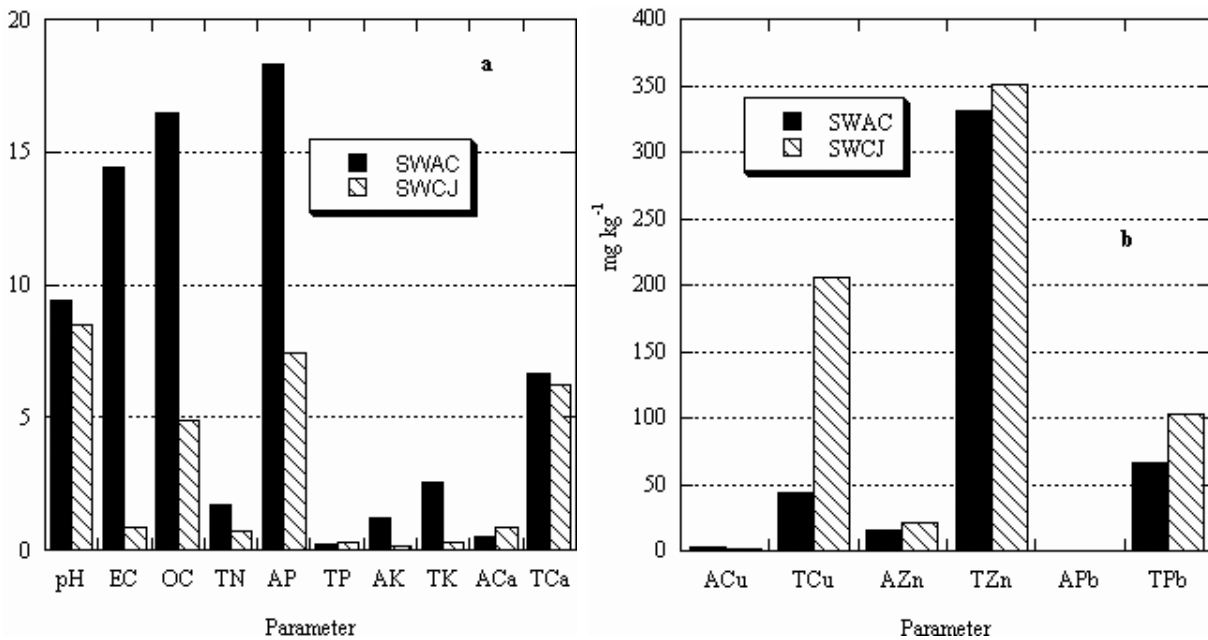 20
15
10
5
0
a
SWAC
SWCJ
pH EC OC TN AP TP AK TK ACa TCa
Parameter
400
350
300
250
200
150
100
50
0
mg kg-1
SWAC
SWCJ
b
ACu TCu AZn TZn APb TPb
Parameter